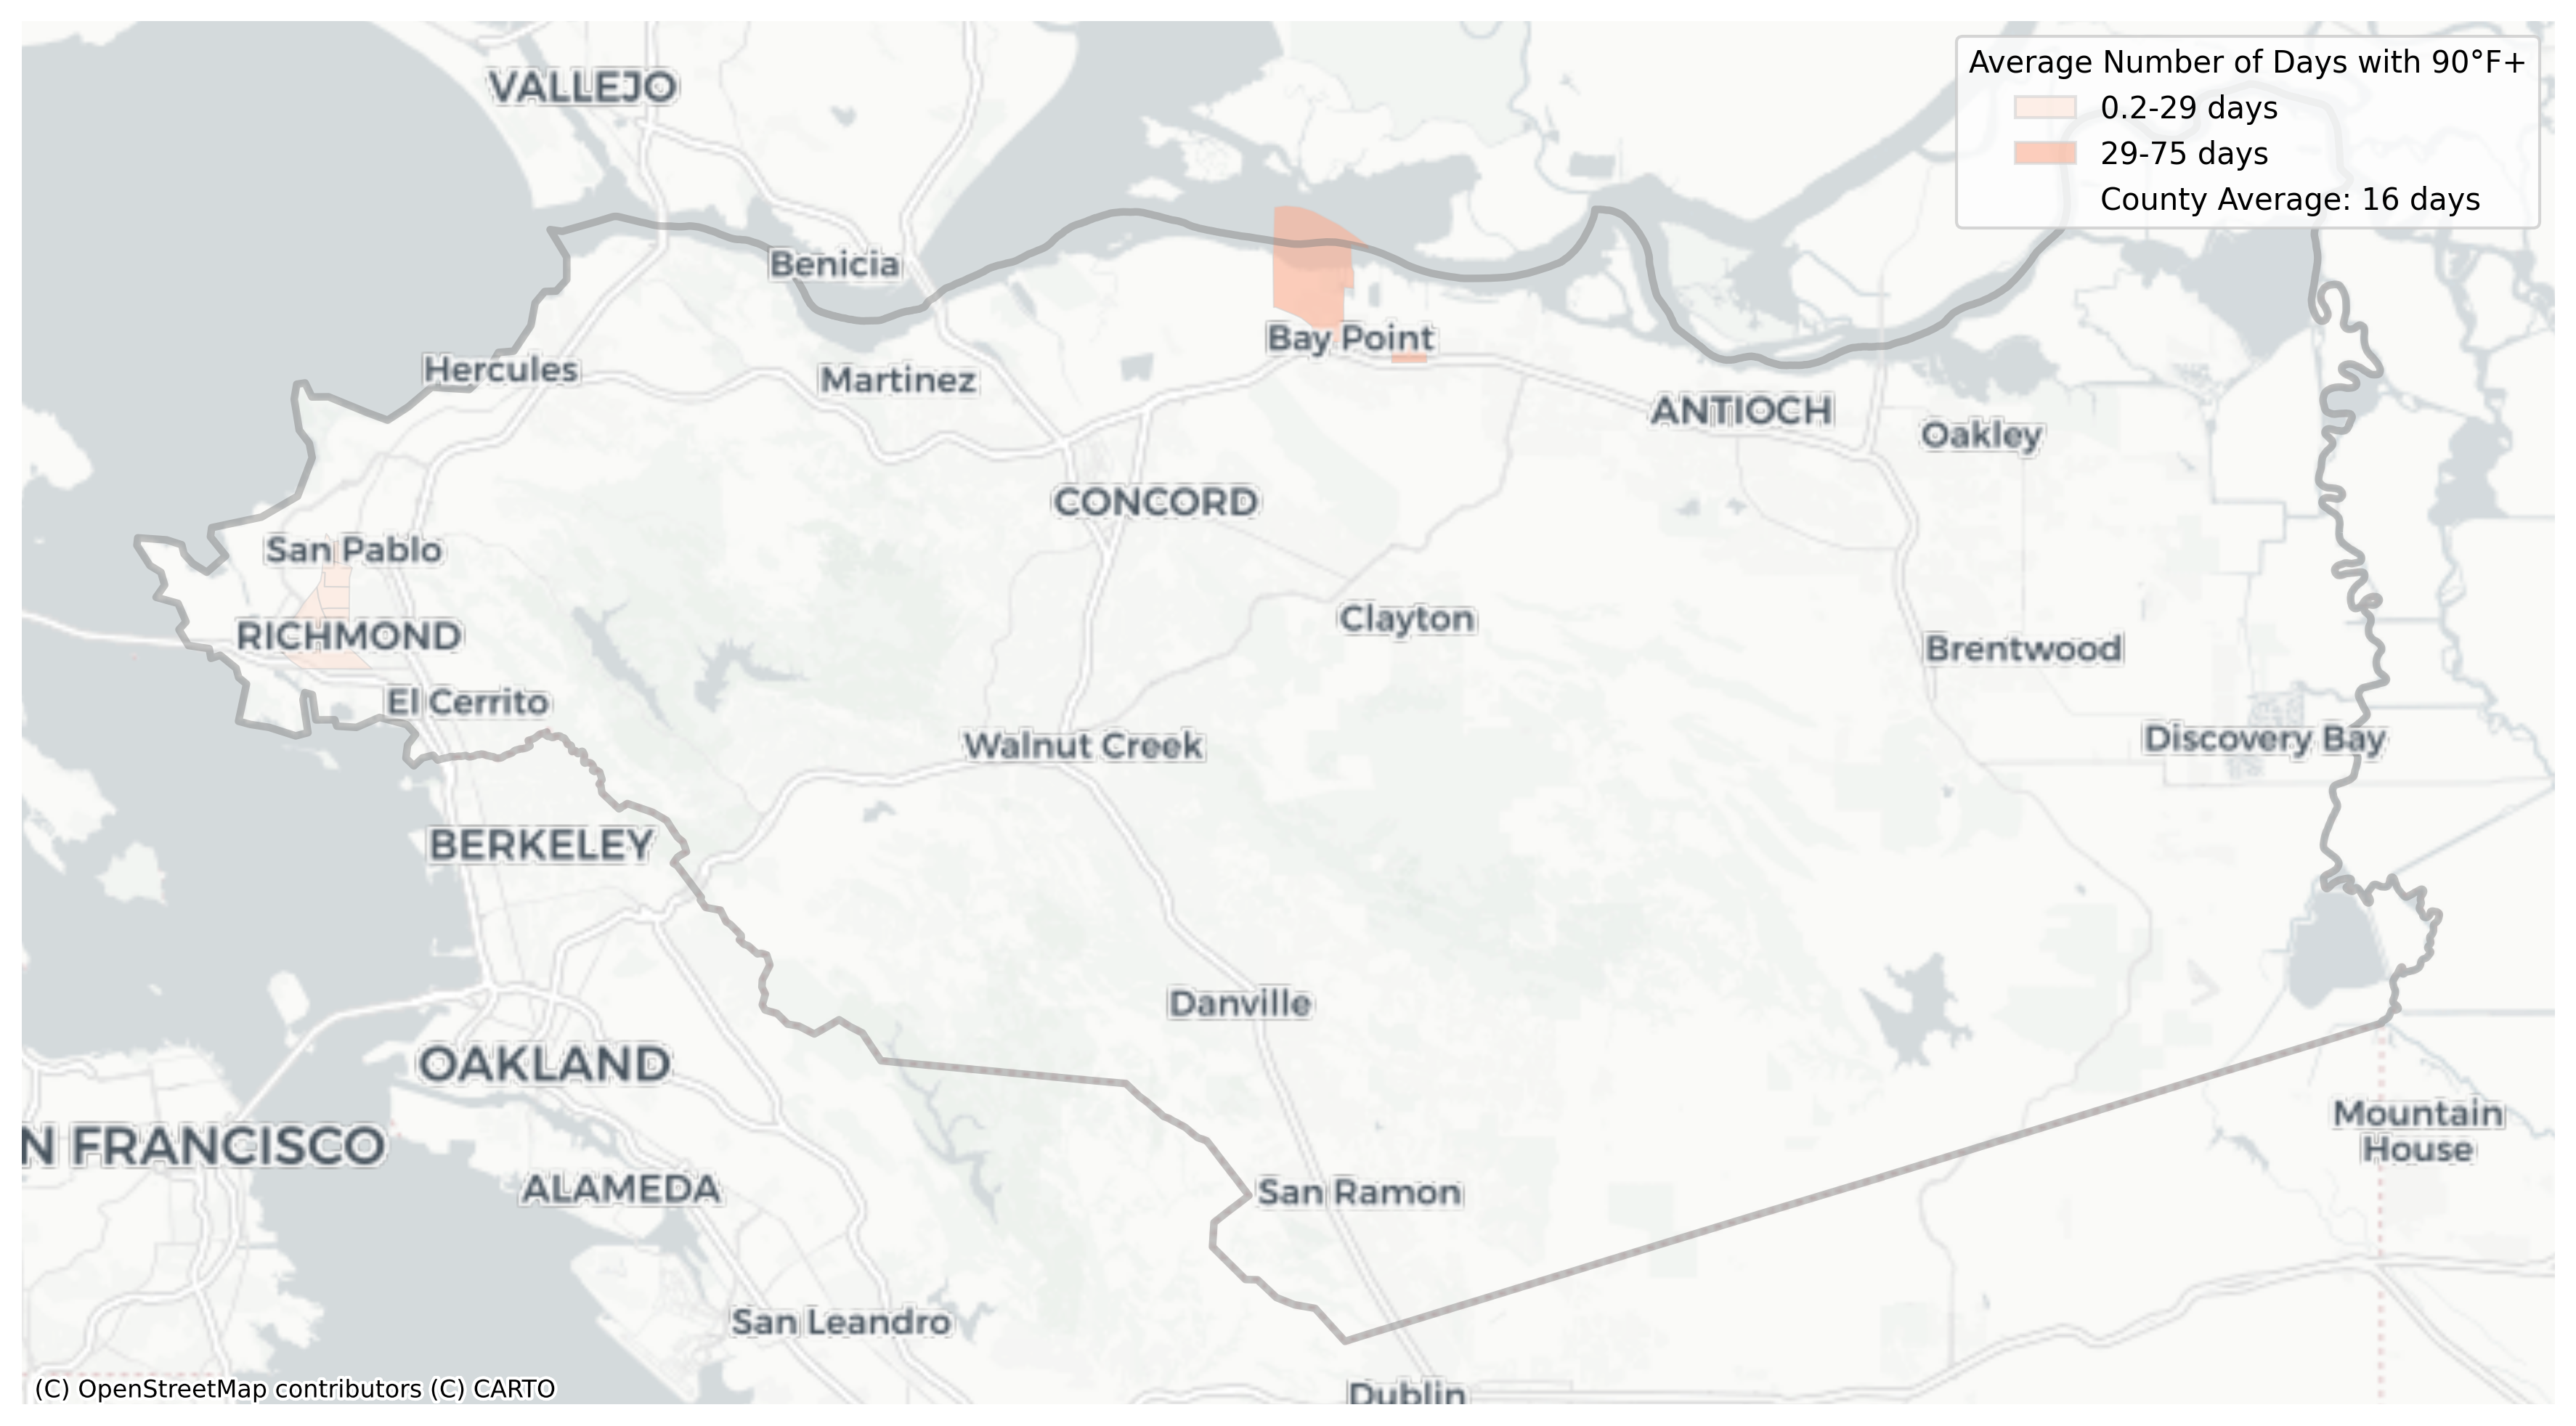 Average Number of Days with 90°F+
0.2-29 days
29-75 days
County Average: 16 days
VALLEJO
Benicia
Hercules
Martinez
Bay Point
ANTIOCH
Oakley
CONCORD
San Pablo
RICHMOND
Clayton
Brentwood
El Cerrito
Walnut Creek
Discovery Bay
BERKELEY
Danville
OAKLAND
N FRANCISCO
Mountain
House
ALAMEDA
San Ramon
San Leandro
Dublin
(C) OpenStreetMap contributors (C) CARTO